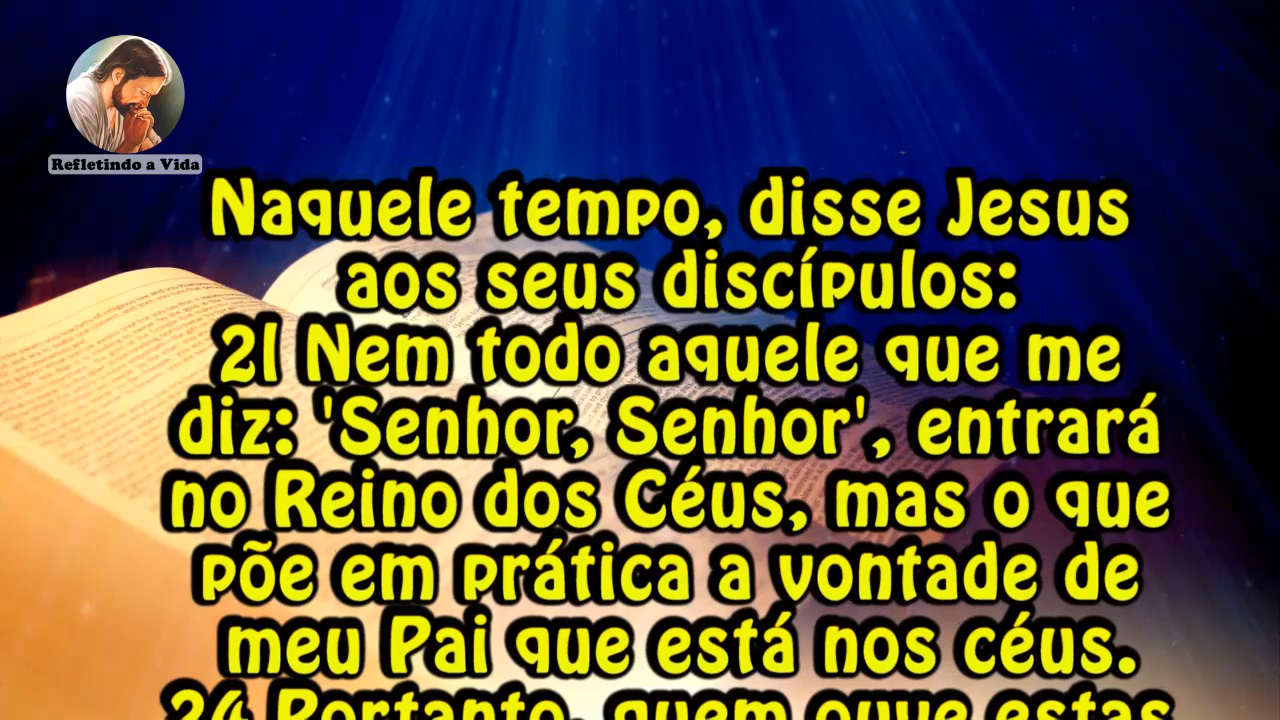 Refletindo a Vida
Naquele tempo, disse Jesus
aos seus discípulos:
21 Nem todo aquele que me
diz: 'Senhor, Senhor', entrará
no Reino dos Céus, mas o que
põe em prática a vontade de
meu Pai que está nos céus.
24 Portanto, quem ouve estas